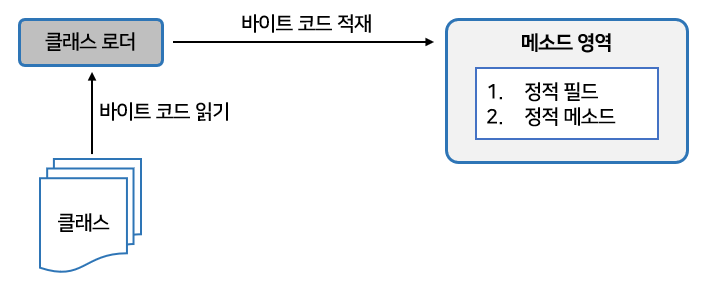 클래스 로더
바이트 코드 적재
메소드 영역
1. 정적 필드
2. 정적 메소드
바이트 코드 읽기
클래스